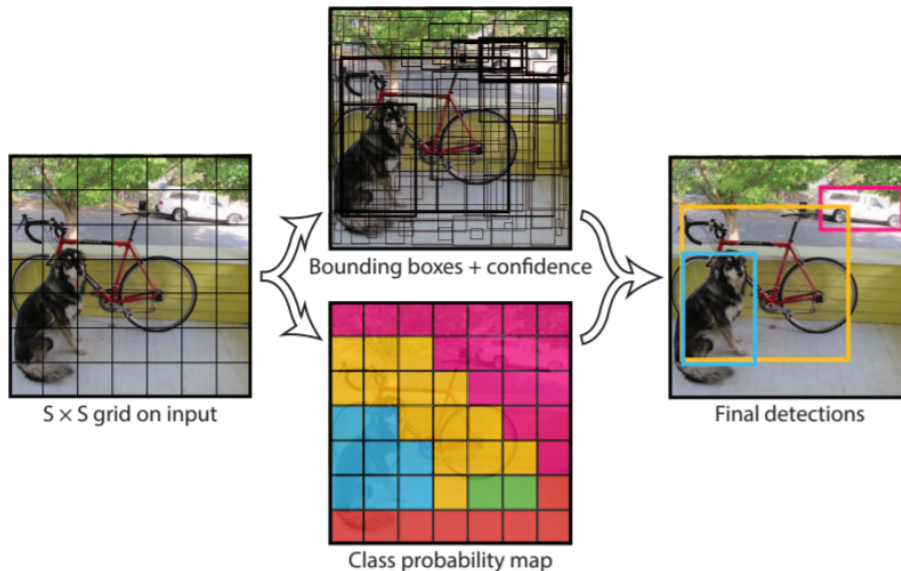 Bounding boxes + confidence
S × S grid on input
Final detections
Class probability map